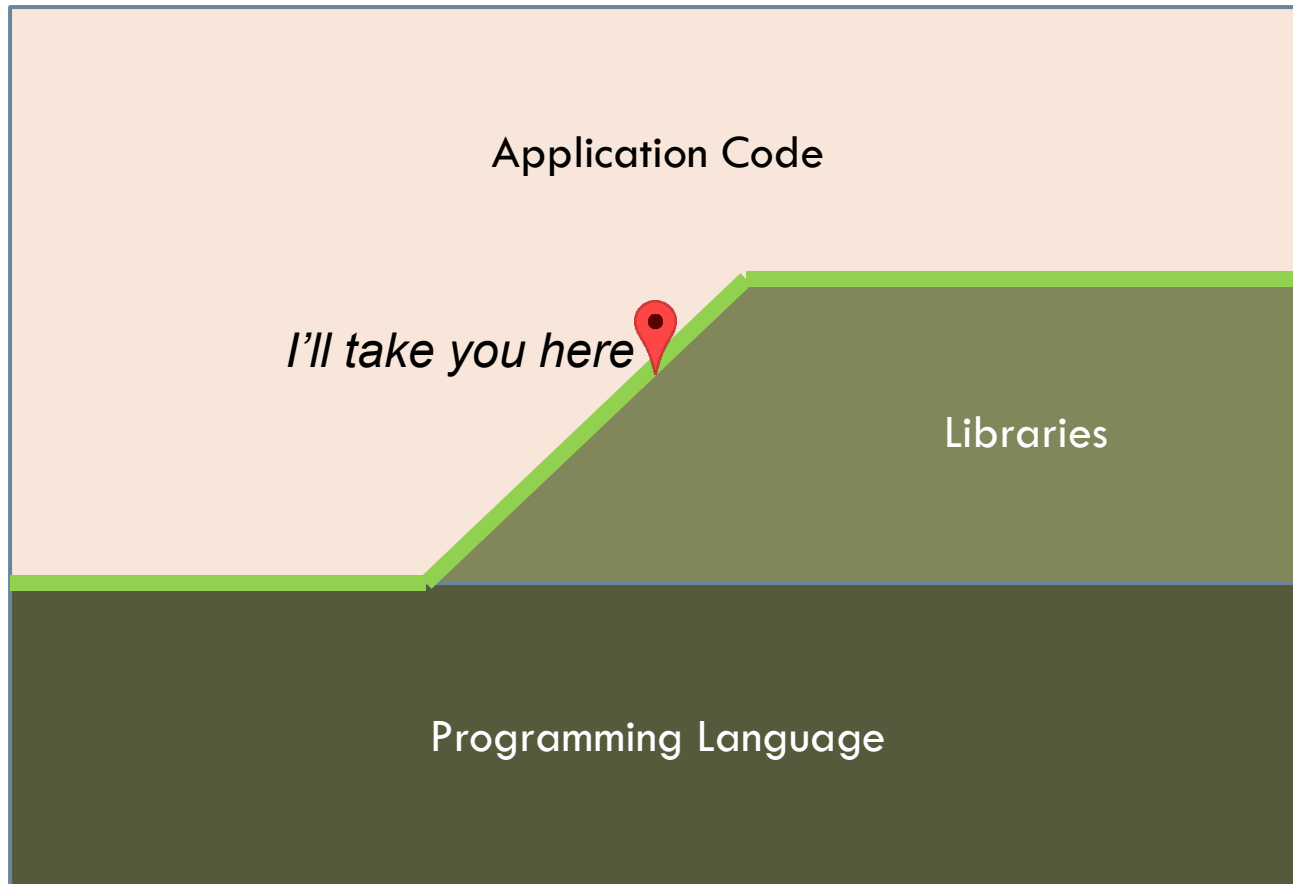 Application Code
I’ll take you here
Libraries
Programming Language